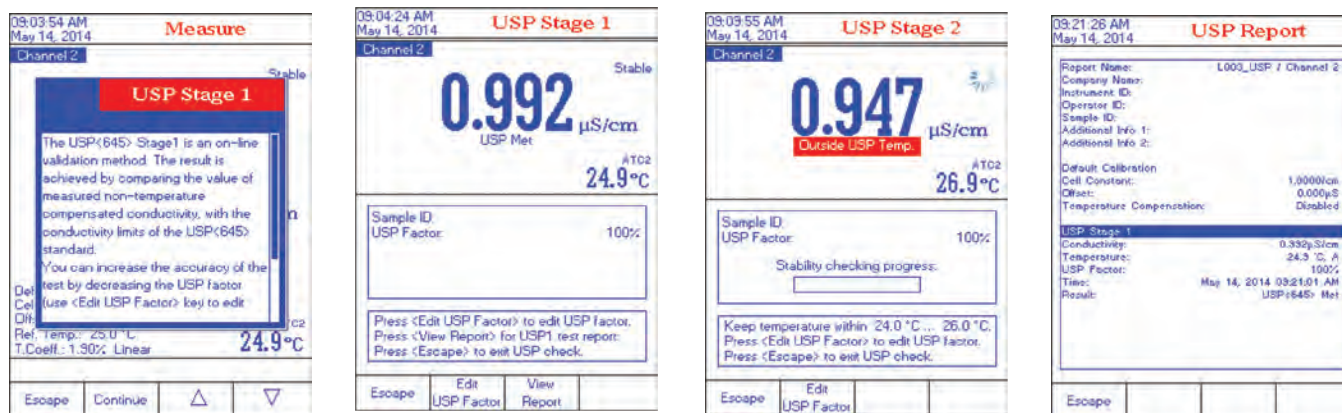 09:03:54 AM
May 14, 2014
Measure
Channel 2
Stable
USP Stage 1
The USP<645> Stage1 is an on-line
validation method. The result is
achieved by comparing the value of
measured non-temperature
compensated conductivity, with the
conductivity limits of the USP<645>
standard.
You can increase the accuracy of the
test by decreasing the USP factor
(use <Edit USP Factor> key to edit
Ref. Temp.: 25.0 °C
T.Coeff.: 1.90% Linear
24.9°C
Escape
Continue
09:04:24 AM
May 14, 2014
USP Stage 1
Channel 2
Stable
0.992 µS/cm
USP Met
ATC2
24.9°C
Sample ID:
USP Factor: 100%
Press <Edit USP Factor> to edit USP factor.
Press <View Report> for USP1 test report.
Press <Escape> to exit USP check.
Escape
Edit
USP Factor
View
Report
09:09:55 AM
May 14, 2014
USP Stage 2
Channel 2
0.947 µS/cm
Outside USP Temp.
ATC2
26.9°C
Sample ID:
USP Factor: 100%
Stability checking progress:
Keep temperature within 24.0 °C ... 26.0 °C.
Press <Edit USP Factor> to edit USP factor.
Press <Escape> to exit USP check.
Escape
Edit
USP Factor
09:21:26 AM
May 14, 2014
USP Report
Report Name: L003_USP / Channel 2
Company Name:
Instrument ID:
Operator ID:
Sample ID:
Additional Info 1:
Additional Info 2:
Default Calibration
Cell Constant: 1.0000/cm
Offset: 0.000µS
Temperature Compensation: Disabled
USP Stage 1
Conductivity: 0.992µS/cm
Temperature: 24.9 °C, A
USP Factor: 100%
Time: May 14, 2014 09:21:01 AM
Result: USP<645> Met
Escape